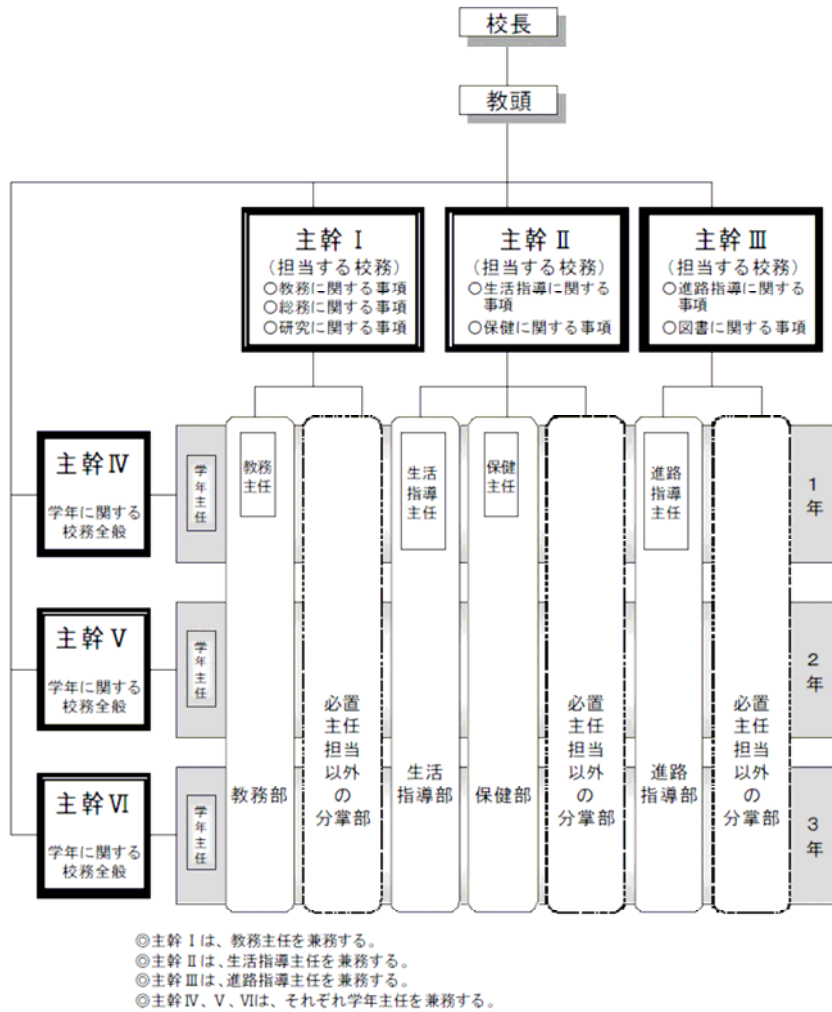 校長
教頭
主幹Ⅰ
(担当する校務)
○教務に関する事項
○総務に関する事項
○研究に関する事項
主幹Ⅱ
(担当する校務)
○生活指導に関する
事項
○保健に関する事項
主幹Ⅲ
(担当する校務)
○進路指導に関する
事項
○図書に関する事項
主幹Ⅳ
学年に関する
校務全般
学年主任
教務
主任
生活
指導
主任
保健
主任
進路
指導
主任
1年
主幹Ⅴ
学年に関する
校務全般
学年主任
2年
主幹Ⅵ
学年に関する
校務全般
学年主任
教務部
必置
主任
担当
以外
の
分掌部
生活
指導部
保健部
必置
主任
担当
以外
の
分掌部
進路
指導部
必置
主任
担当
以外
の
分掌部
3年
◎主幹Ⅰは、教務主任を兼務する。
◎主幹Ⅱは、生活指導主任を兼務する。
◎主幹Ⅲは、進路指導主任を兼務する。
◎主幹Ⅳ、Ⅴ、Ⅶは、それぞれ学年主任を兼務する。